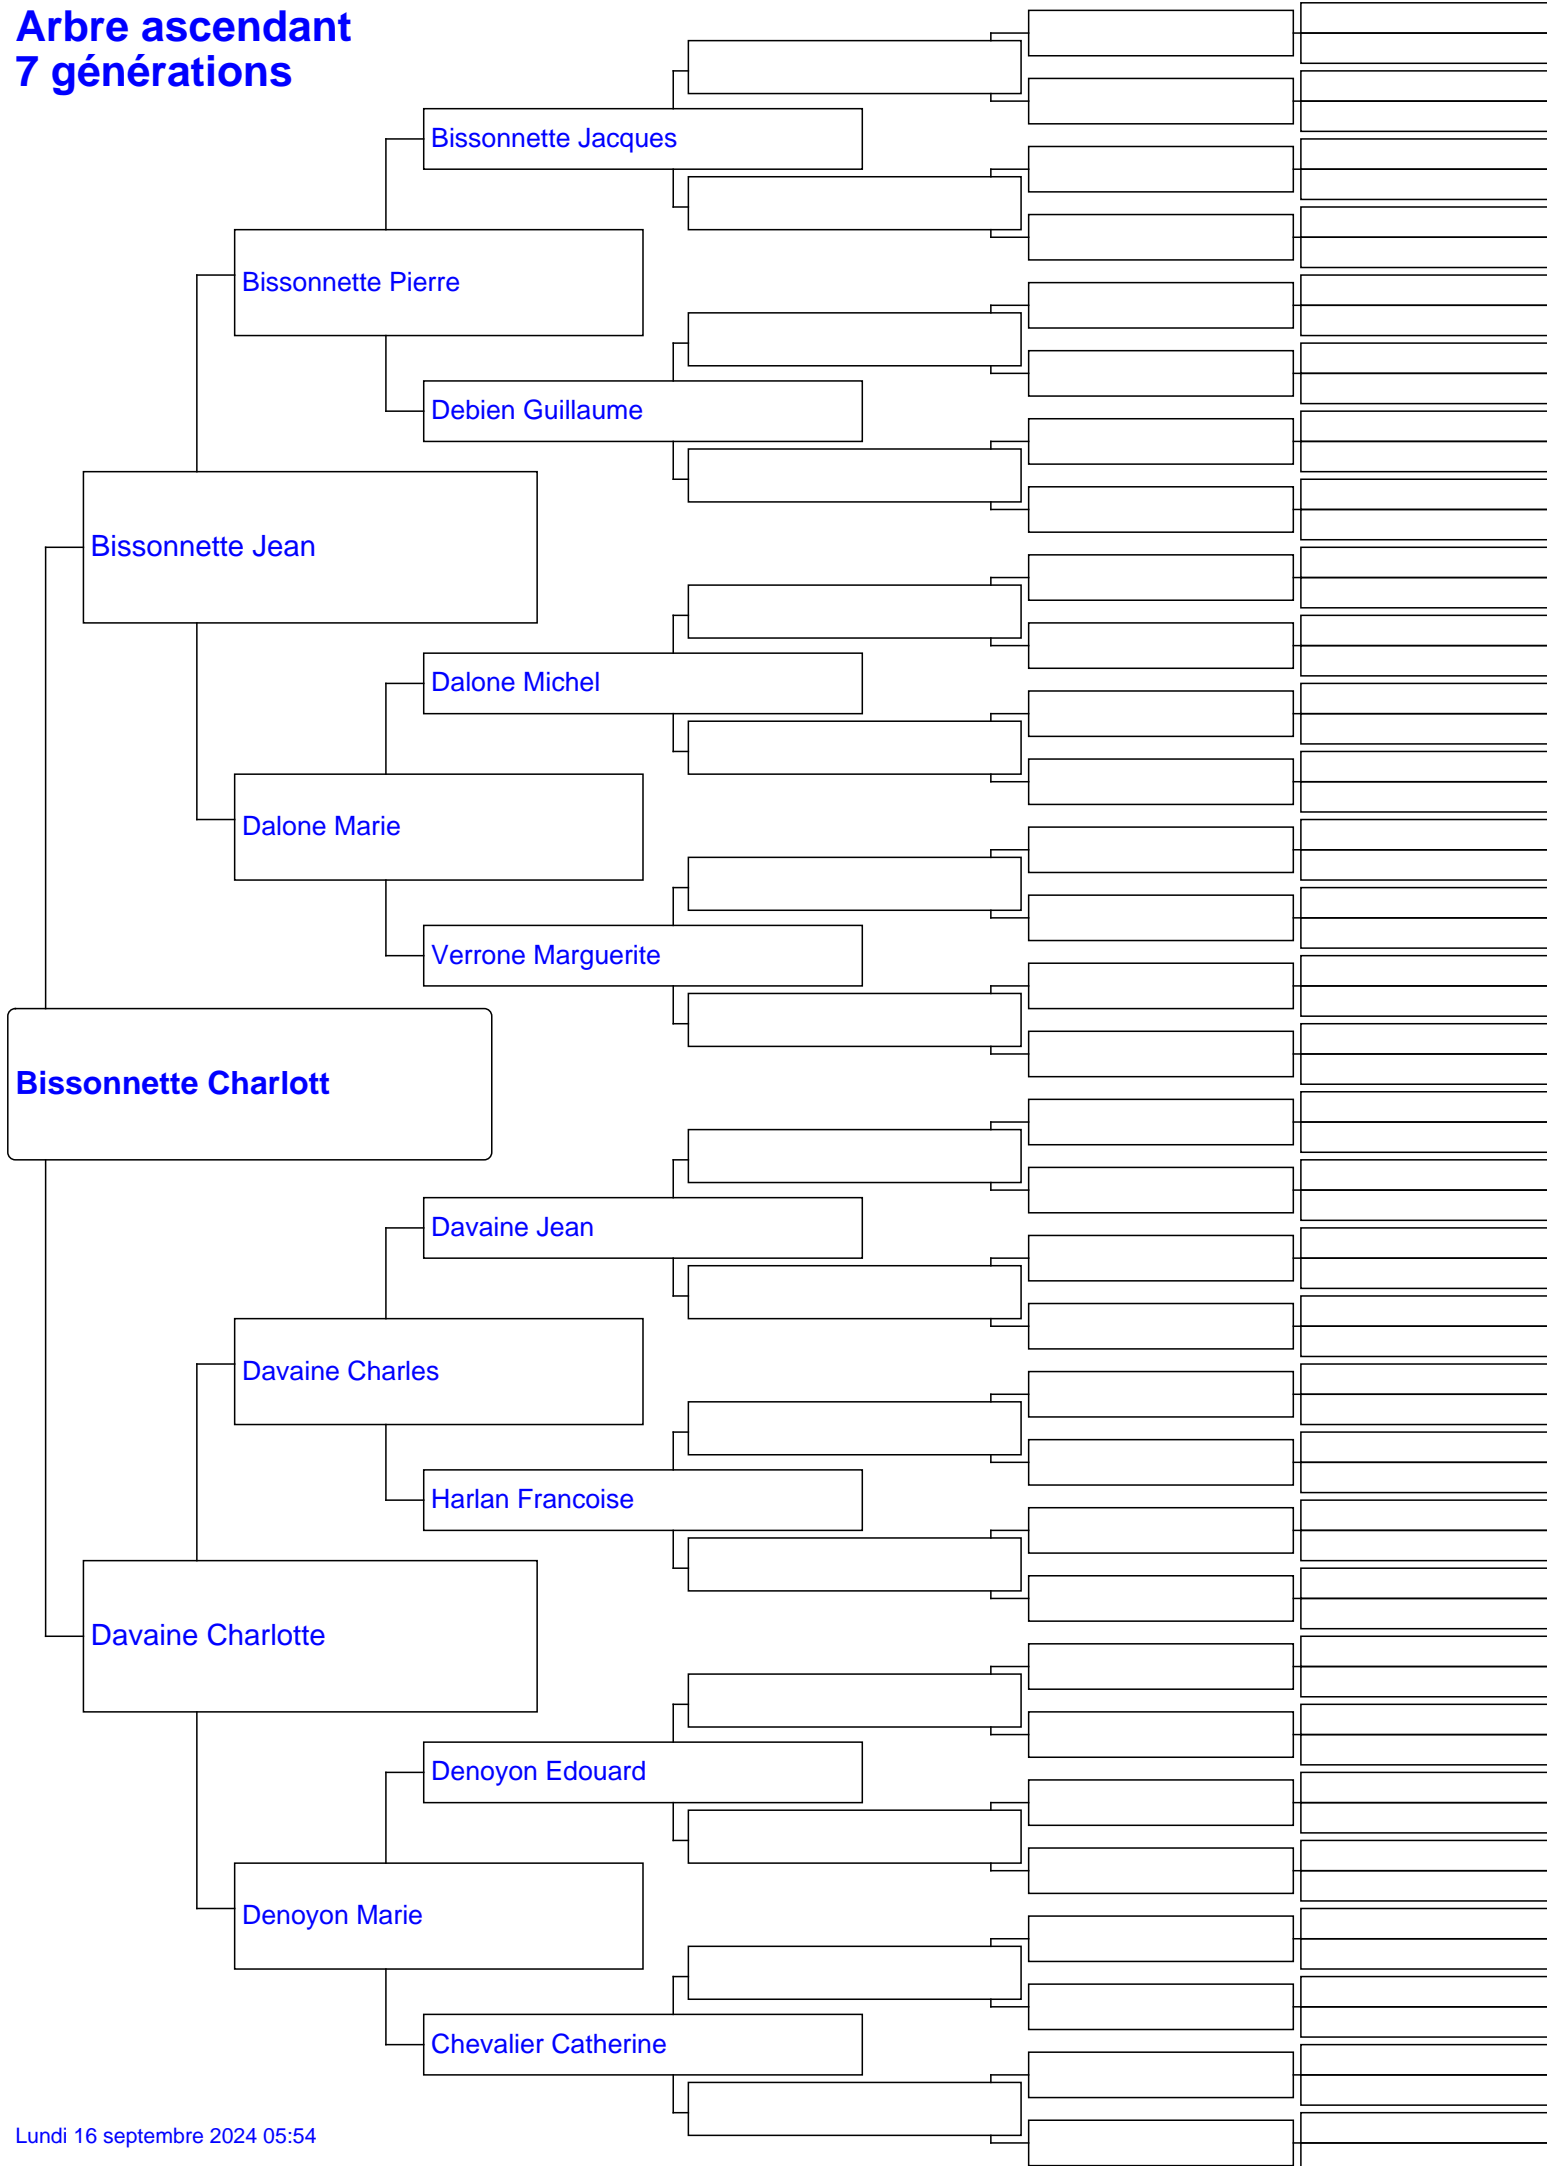 Arbre ascendant
7 générations
Bissonnette Jacques
Bissonnette Pierre
Debien Guillaume
Bissonnette Jean
Dalone Michel
Dalone Marie
Verrone Marguerite
Bissonnette Charlott
Davaine Jean
Davaine Charles
Harlan Francoise
Davaine Charlotte
Denoyon Edouard
Denoyon Marie
Chevalier Catherine
Lundi 16 septembre 2024 05:54